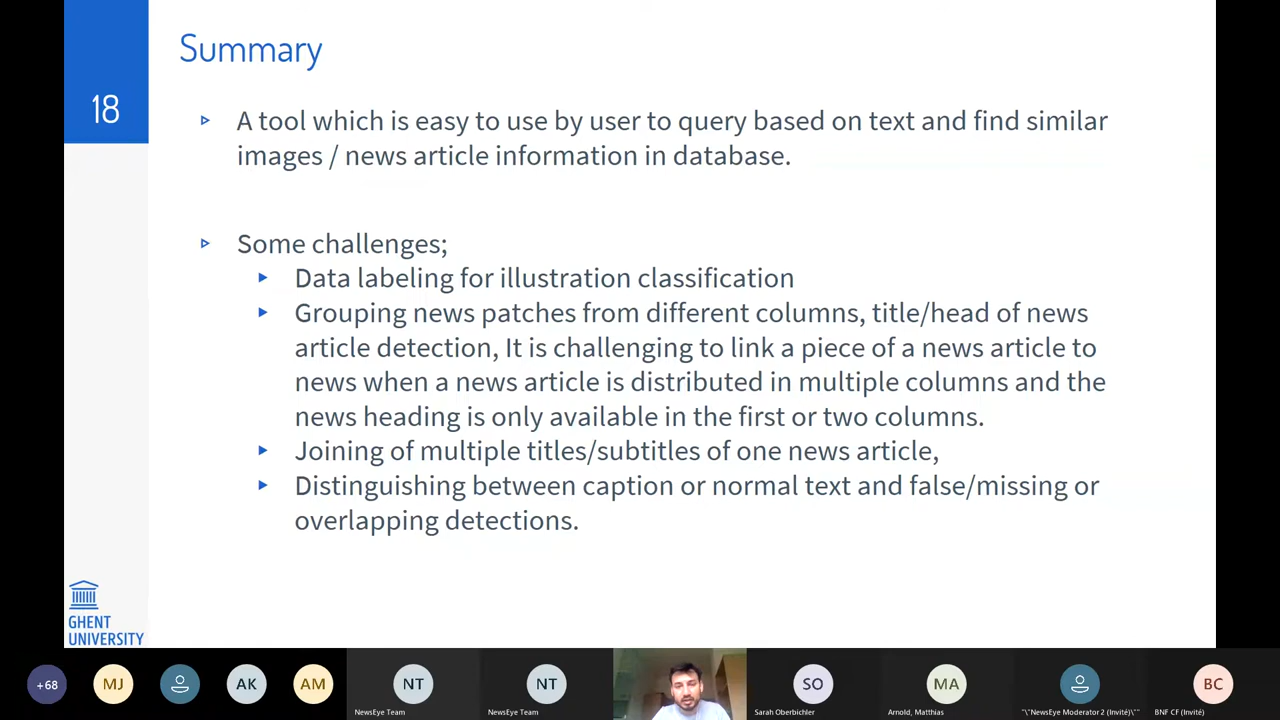 Summary
18
A tool which is easy to use by user to query based on text and find similar
images / news article information in database.
Some challenges;
Data labeling for illustration classification
Grouping news patches from different columns, title/head of news
article detection, It is challenging to link a piece of a news article to
news when a news article is distributed in multiple columns and the
news heading is only available in the first or two columns.
Joining of multiple titles/subtitles of one news article,
Distinguishing between caption or normal text and false/missing or
overlapping detections.
GHENT
UNIVERSITY
+68
MJ
AK
AM
NT
NewsEye Team
NT
NewsEye Team
SO
Sarah Oberbichler
MA
Arnold, Matthias
"\"NewsEye Moderator 2 (Invité)\""
BC
BNF CF (Invité)